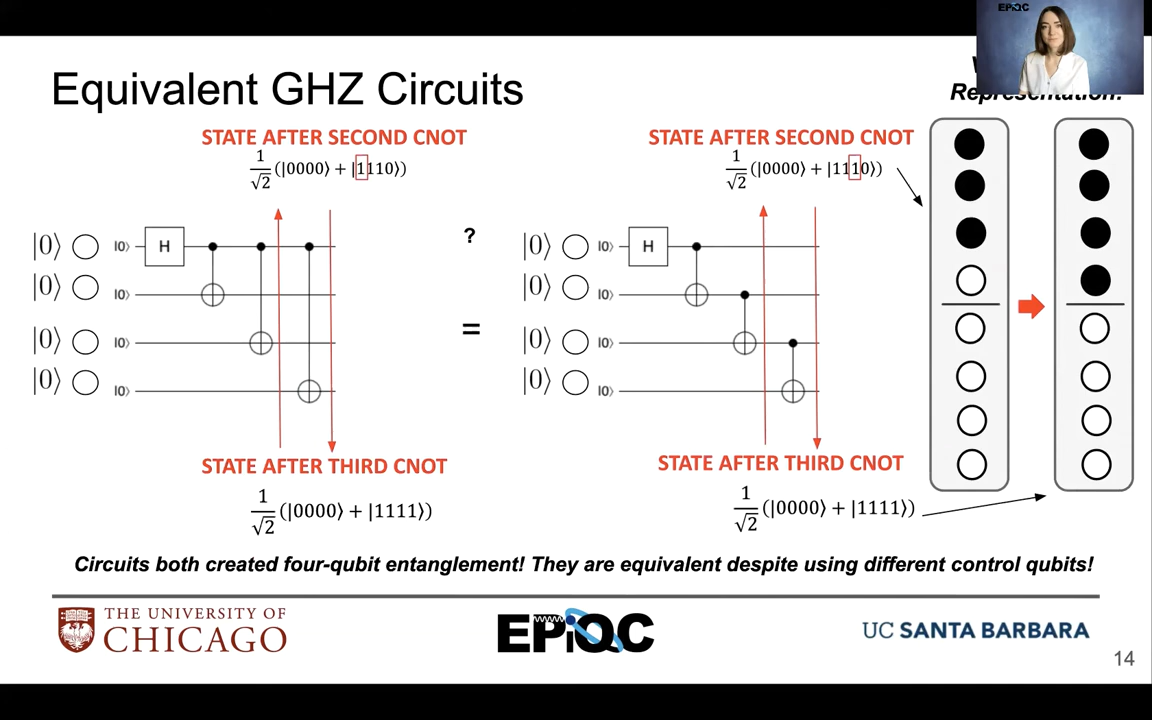 EPiQC
Equivalent GHZ Circuits
Representation:
STATE AFTER SECOND CNOT
1/√2 (|0000⟩ + |1110⟩)
STATE AFTER SECOND CNOT
1/√2 (|0000⟩ + |1110⟩)
|0⟩ |0⟩ H
|0⟩ |0⟩
|0⟩ |0⟩
|0⟩ |0⟩
?
=
|0⟩ |0⟩ H
|0⟩ |0⟩
|0⟩ |0⟩
|0⟩ |0⟩
STATE AFTER THIRD CNOT
1/√2 (|0000⟩ + |1111⟩)
STATE AFTER THIRD CNOT
1/√2 (|0000⟩ + |1111⟩)
Circuits both created four-qubit entanglement! They are equivalent despite using different control qubits!
THE UNIVERSITY OF
CHICAGO
EPiQC
UC SANTA BARBARA
14